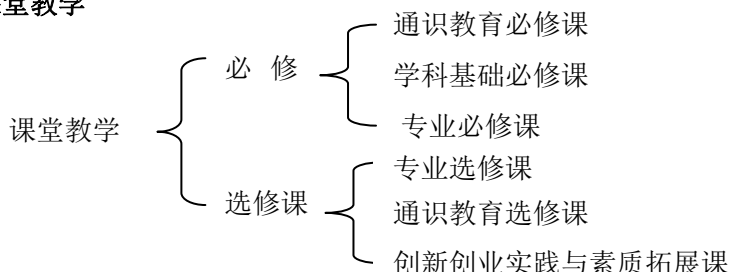 课堂教学
通识教育必修课
必 修
学科基础必修课
课堂教学
专业必修课
专业选修课
选修课
通识教育选修课
创新创业实践与素质拓展课